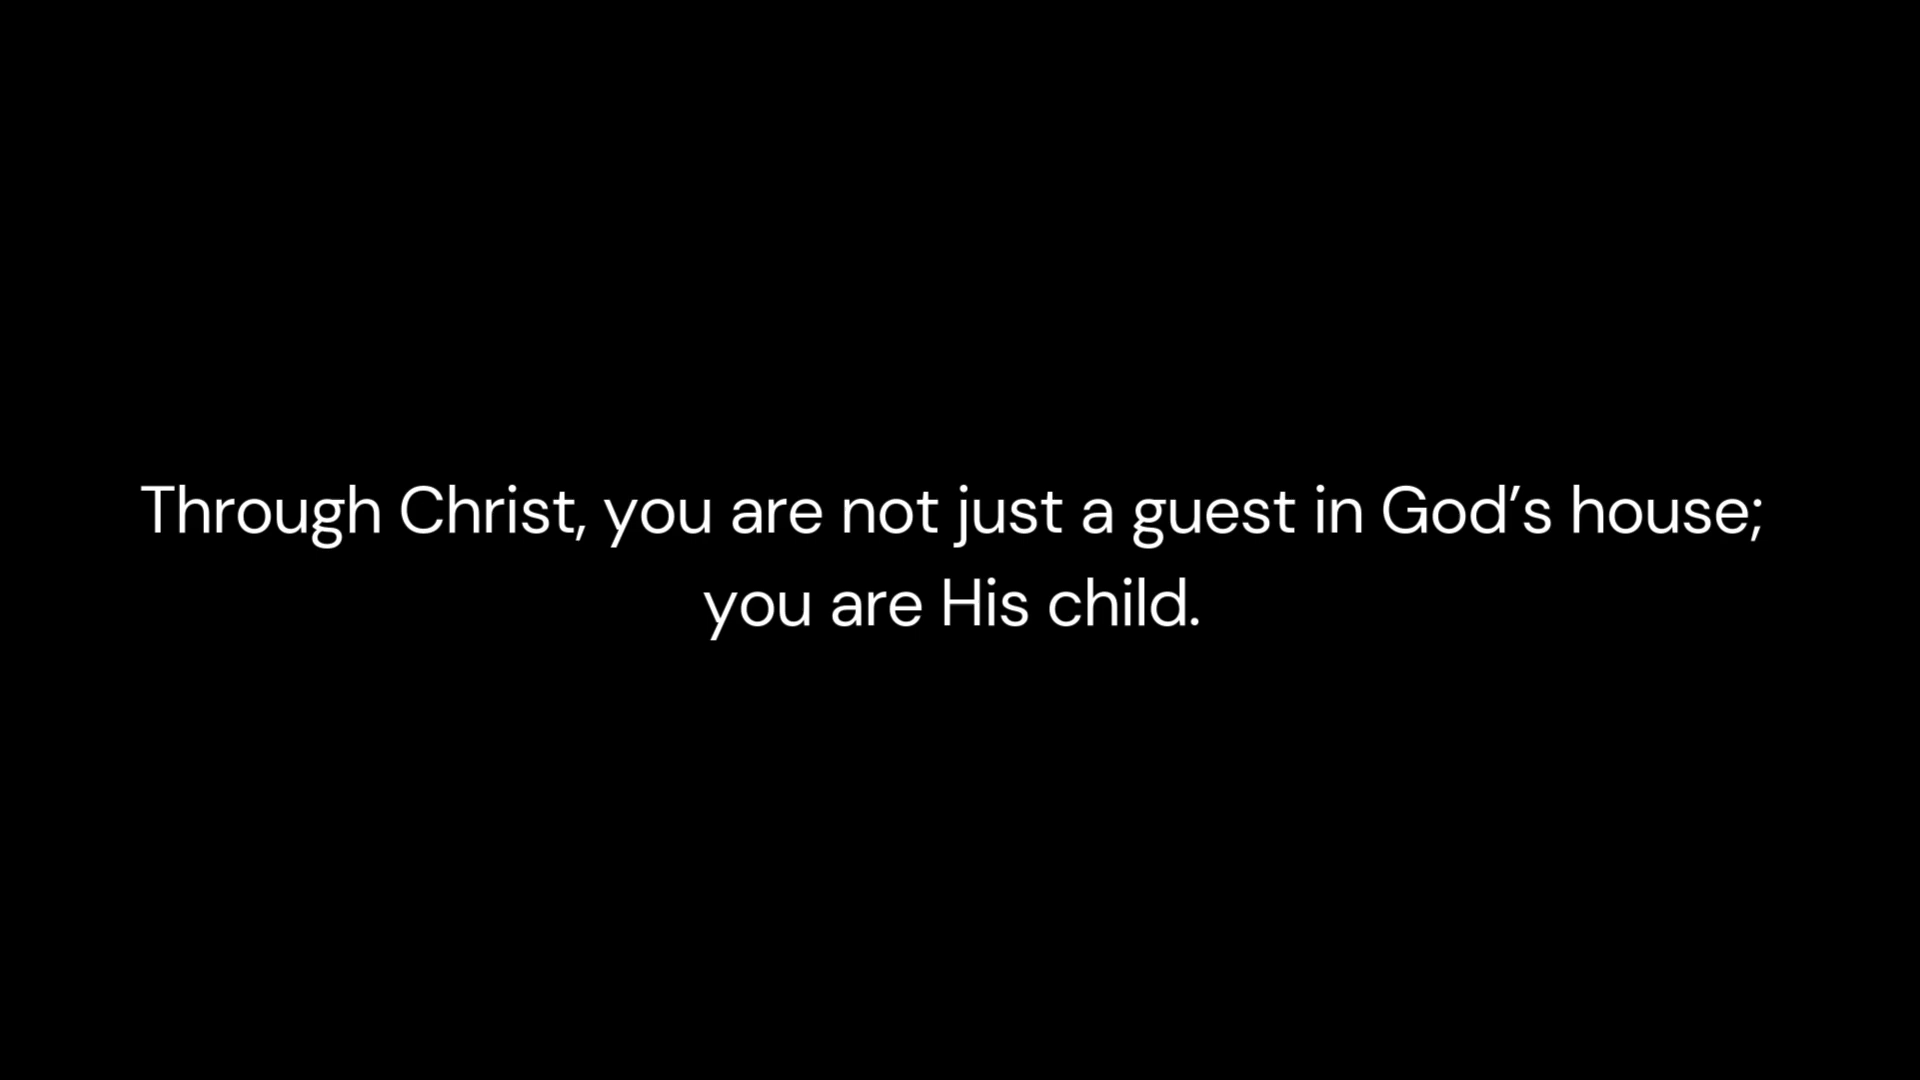 Through Christ, you are not just a guest in God’s house;
you are His child.